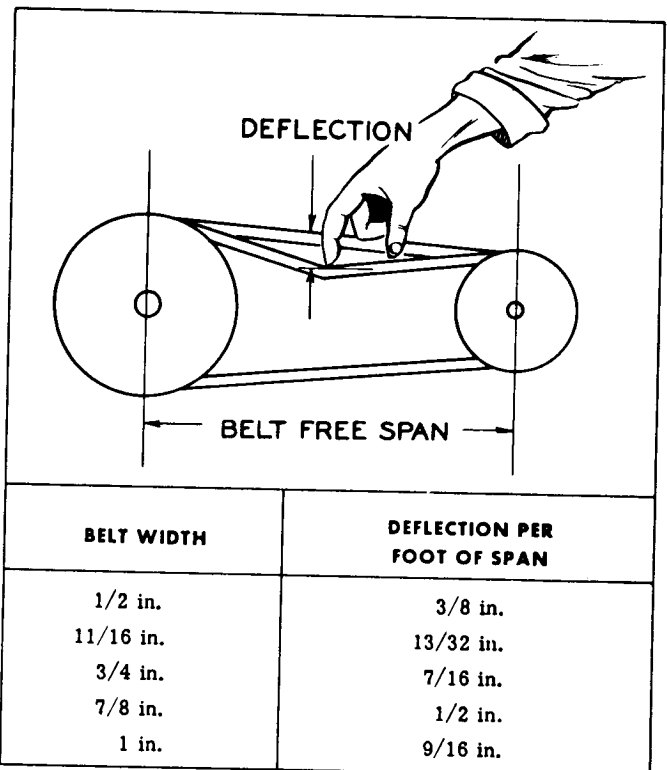 DEFLECTION
BELT FREE SPAN
BELT WIDTH
DEFLECTION PER
FOOT OF SPAN
1/2 in.
3/8 in.
11/16 in.
13/32 in.
3/4 in.
7/16 in.
7/8 in.
1/2 in.
1 in.
9/16 in.